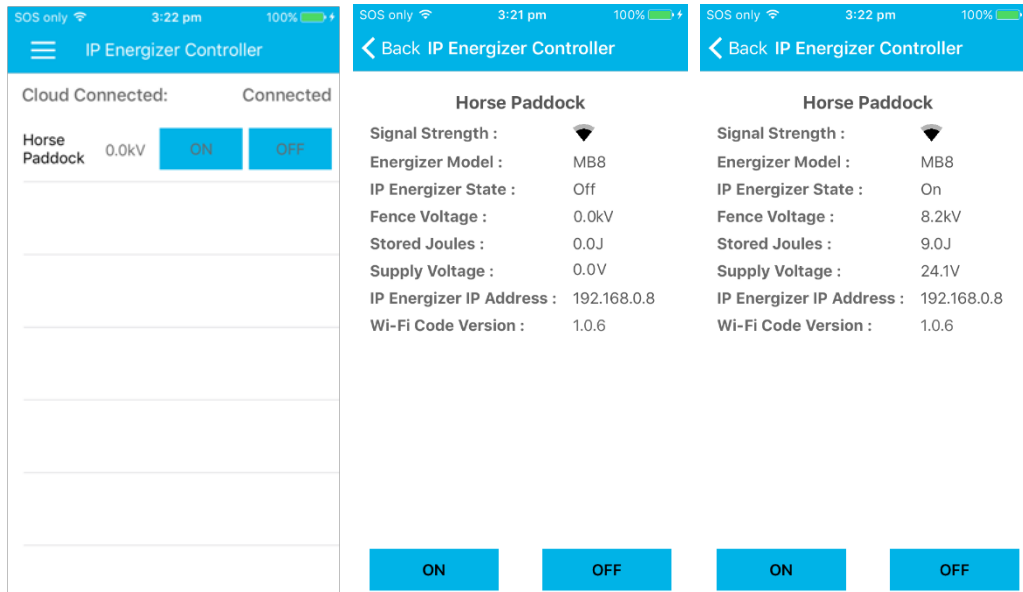 SOS only 3:22 pm 100%
IP Energizer Controller
Cloud Connected: Connected
Horse
Paddock 0.0kV ON OFF
SOS only 3:21 pm 100%
Back IP Energizer Controller
Horse Paddock
Signal Strength :
Energizer Model : MB8
IP Energizer State : Off
Fence Voltage : 0.0kV
Stored Joules : 0.0J
Supply Voltage : 0.0V
IP Energizer IP Address : 192.168.0.8
Wi-Fi Code Version : 1.0.6
ON OFF
SOS only 3:22 pm 100%
Back IP Energizer Controller
Horse Paddock
Signal Strength :
Energizer Model : MB8
IP Energizer State : On
Fence Voltage : 8.2kV
Stored Joules : 9.0J
Supply Voltage : 24.1V
IP Energizer IP Address : 192.168.0.8
Wi-Fi Code Version : 1.0.6
ON OFF